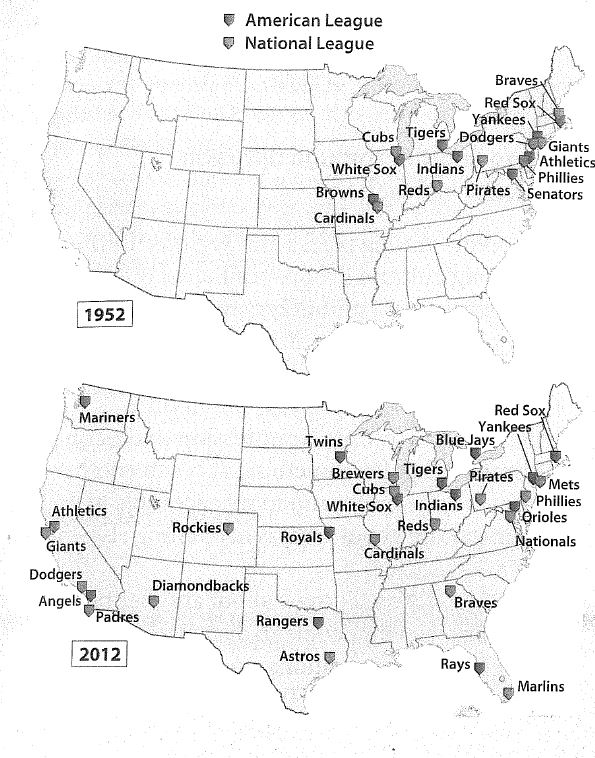 American League
National League
Braves
Red Sox
Yankees
Tigers
Dodgers
Cubs
Giants
Athletics
White Sox
Indians
Phillies
Browns
Reds
Pirates
Senators
Cardinals
1952
Mariners
Red Sox
Yankees
Twins
Blue Jays
Brewers
Tigers
Pirates
Cubs
Mets
White Sox
Indians
Phillies
Athletics
Rockies
Royals
Reds
Orioles
Giants
Nationals
Cardinals
Dodgers
Diamondbacks
Angels
Braves
Padres
Rangers
2012
Astros
Rays
Marlins